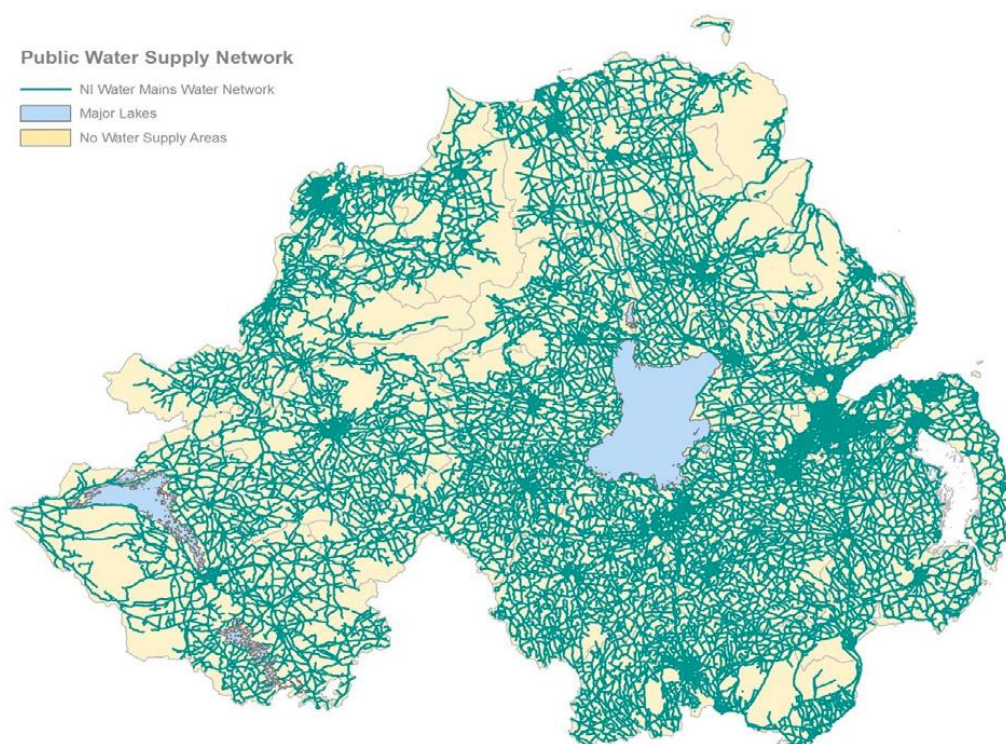 Public Water Supply Network
NI Water Mains Water Network
Major Lakes
No Water Supply Areas